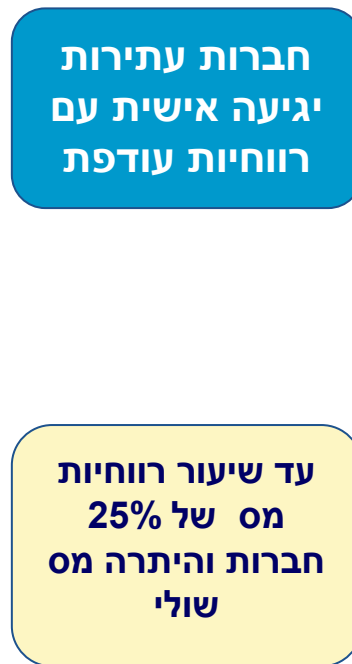 חברות עתירות
יגיעה אישית עם
רווחיות עודפת
עד שיעור רווחיות
של 25% מס
חברות והיתרה מס
שולי